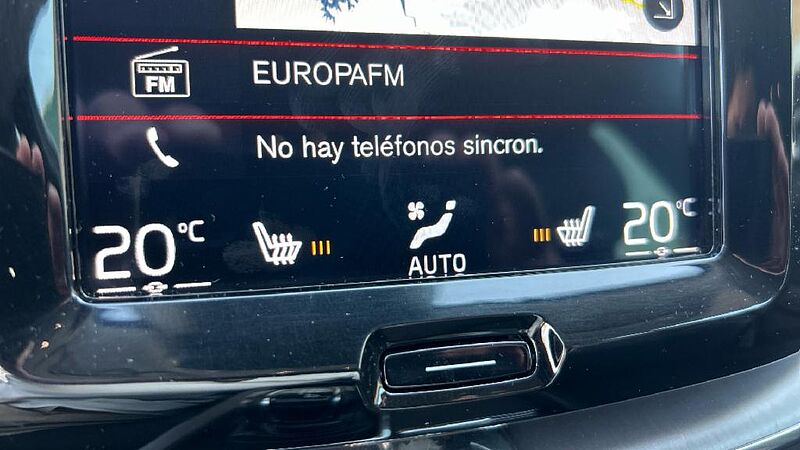 FM
EUROPAFM
No hay teléfonos sincron.
20°C
20°C
AUTO